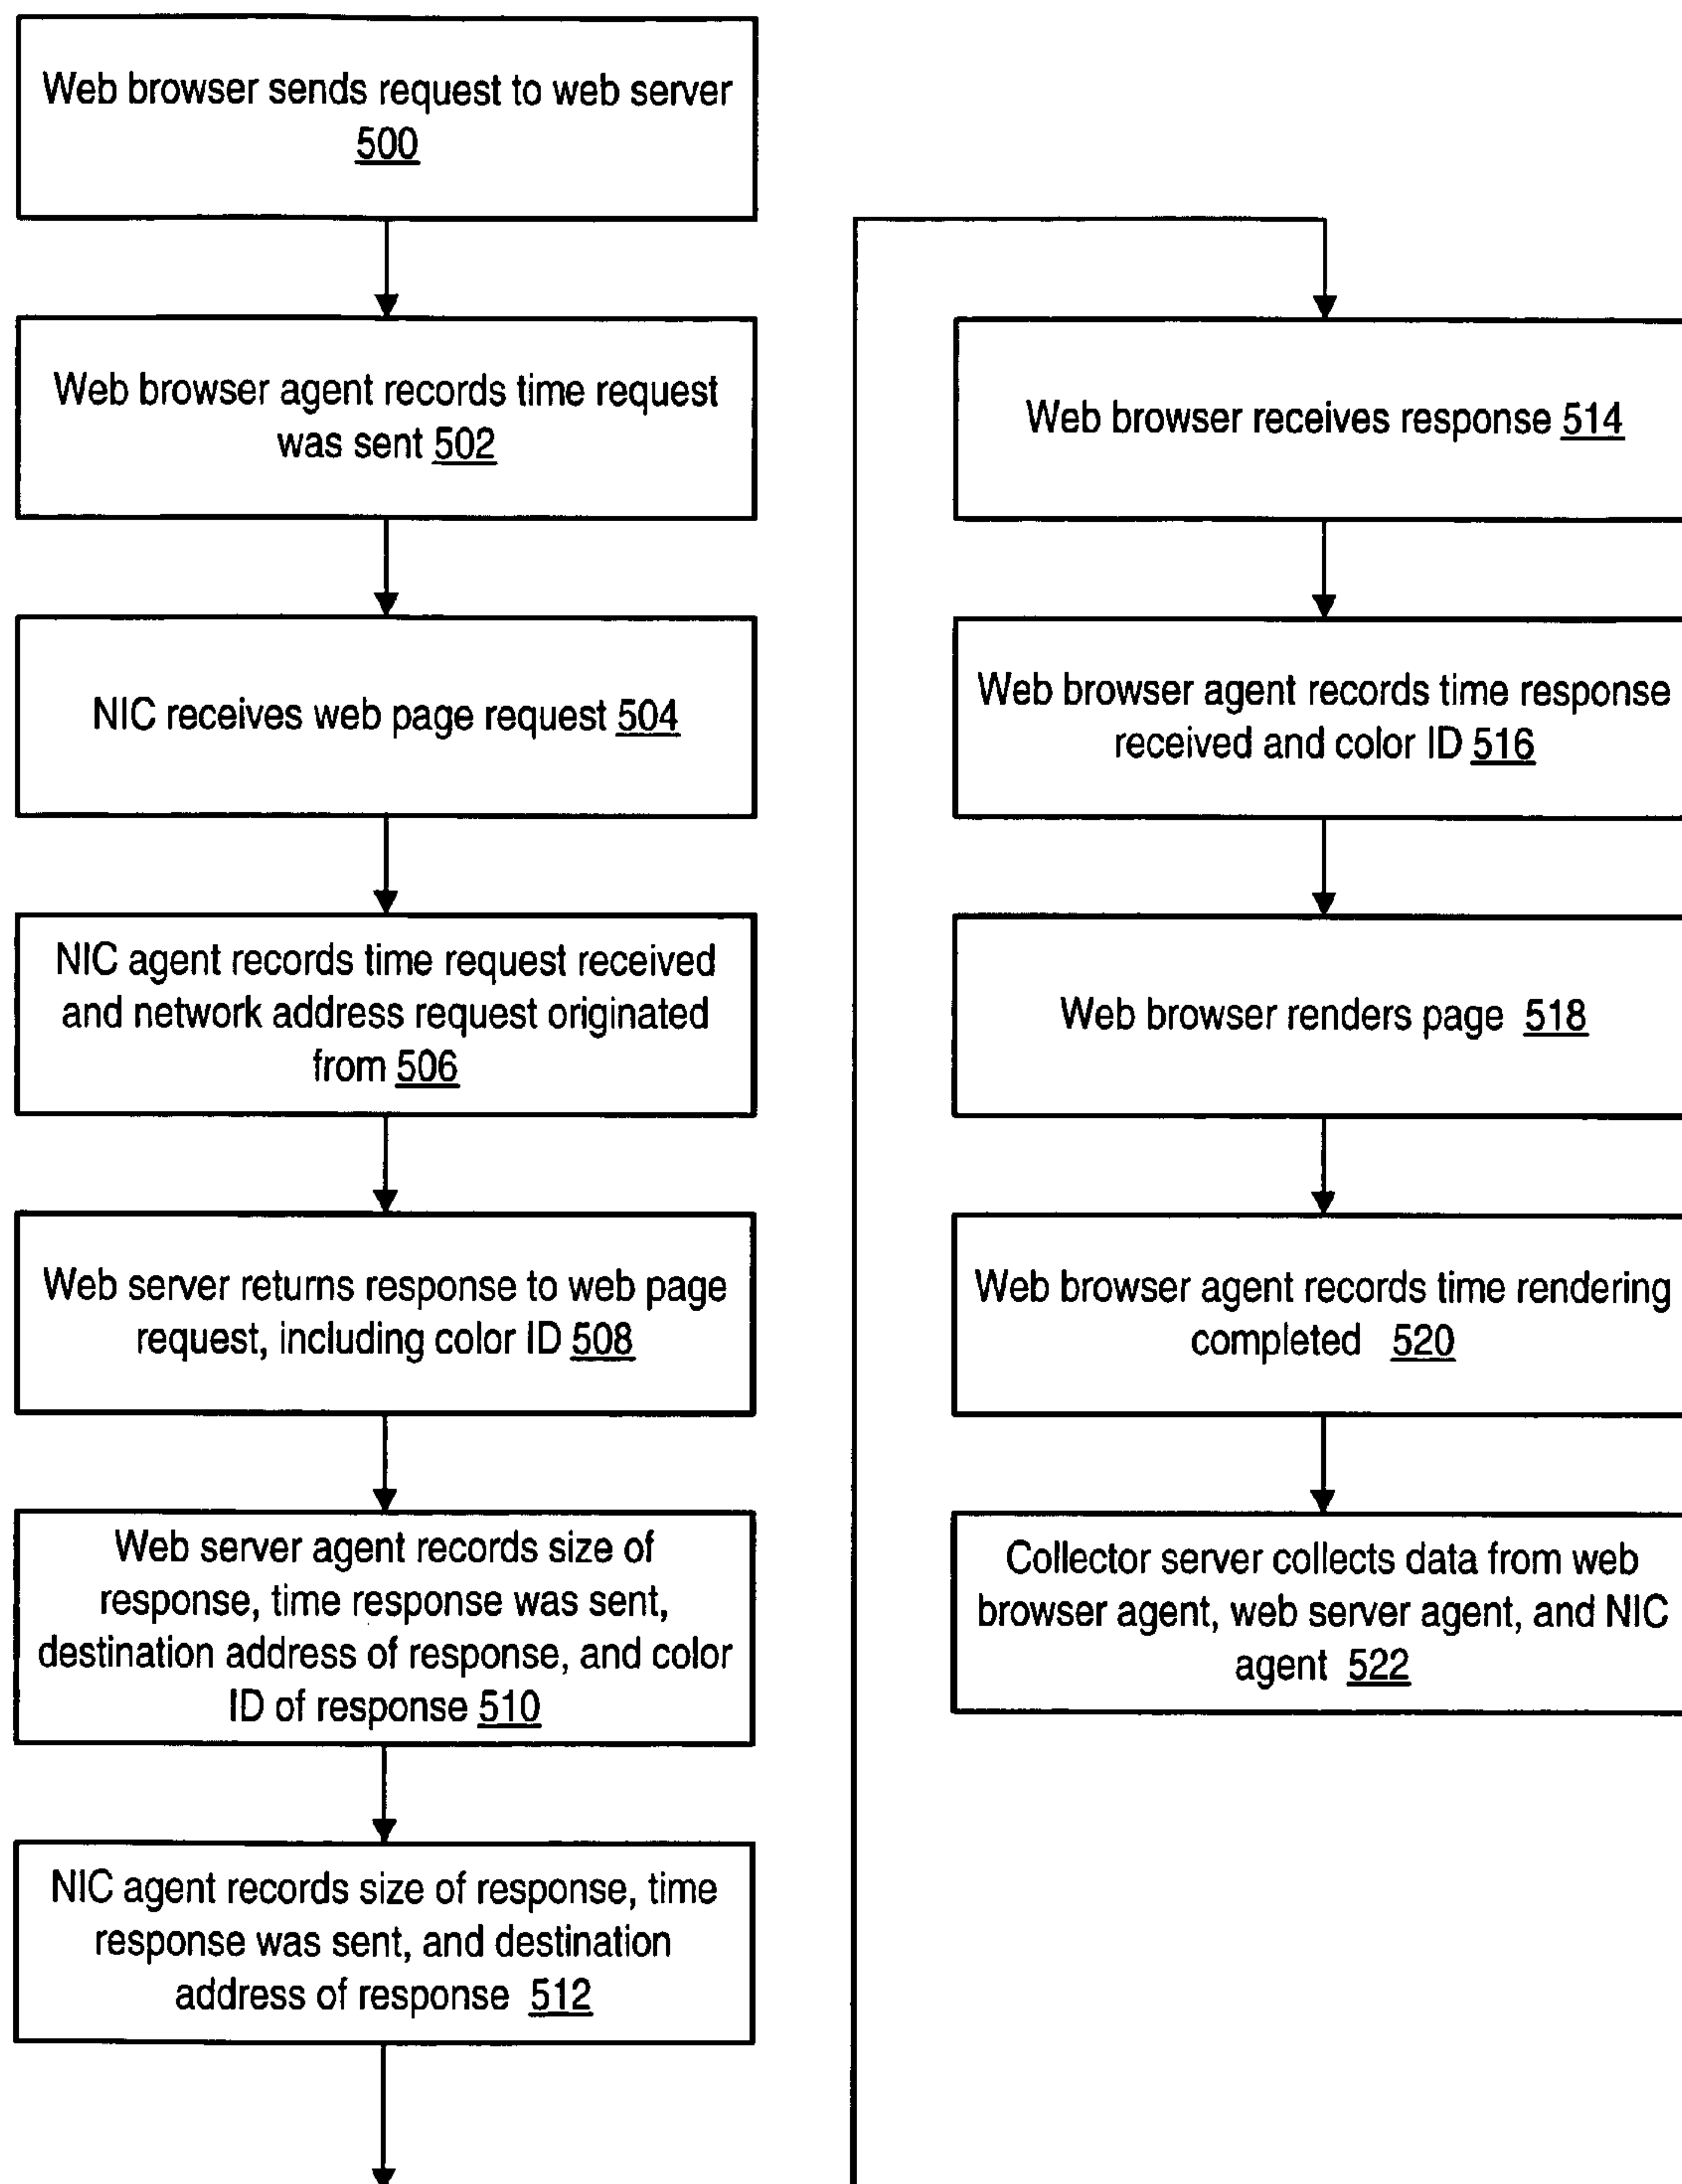 Web browser sends request to web server
500
Web browser agent records time request
was sent 502
NIC receives web page request 504
NIC agent records time request received
and network address request originated
from 506
Web server returns response to web page
request, including color ID 508
Web server agent records size of
response, time response was sent,
destination address of response, and color
ID of response 510
NIC agent records size of response, time
response was sent, and destination
address of response 512
Web browser receives response 514
Web browser agent records time response
received and color ID 516
Web browser renders page 518
Web browser agent records time rendering
completed 520
Collector server collects data from web
browser agent, web server agent, and NIC
agent 522